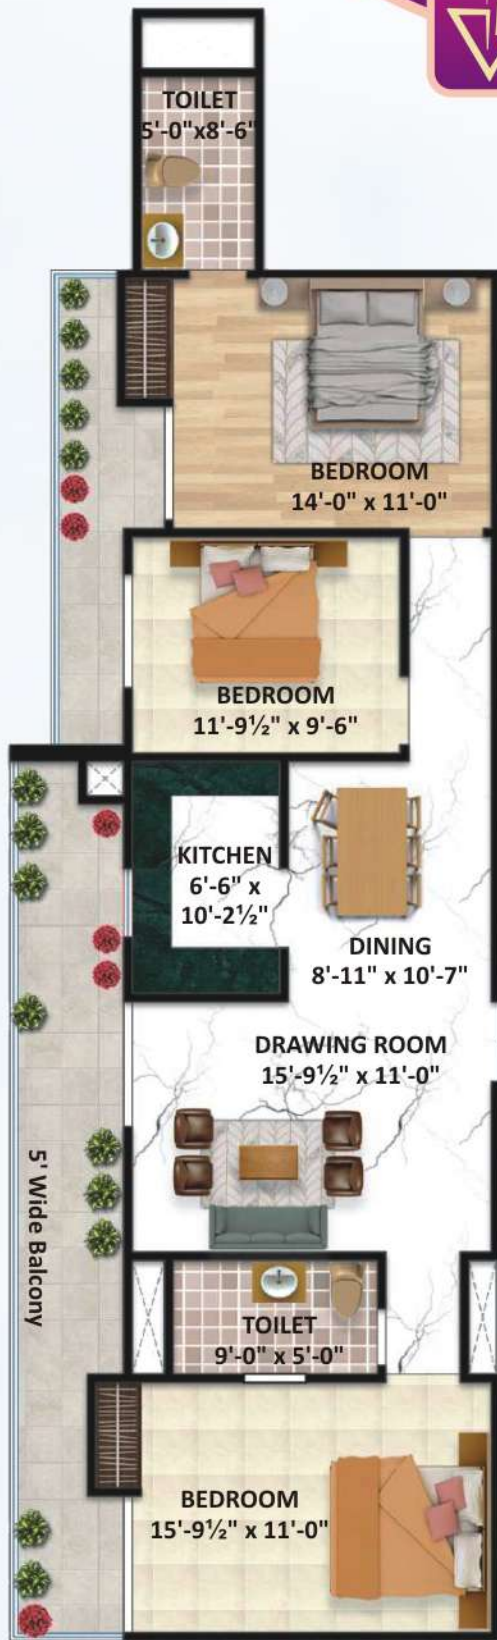 TOILET
5'-0"x8'-6"
BEDROOM
14'-0" x 11'-0"
BEDROOM
11'-9½" x 9'-6"
KITCHEN
6'-6" x
10'-2½"
DINING
8'-11" x 10'-7"
DRAWING ROOM
15'-9½" x 11'-0"
5' Wide Balcony
TOILET
9'-0" x 5'-0"
BEDROOM
15'-9½" x 11'-0"